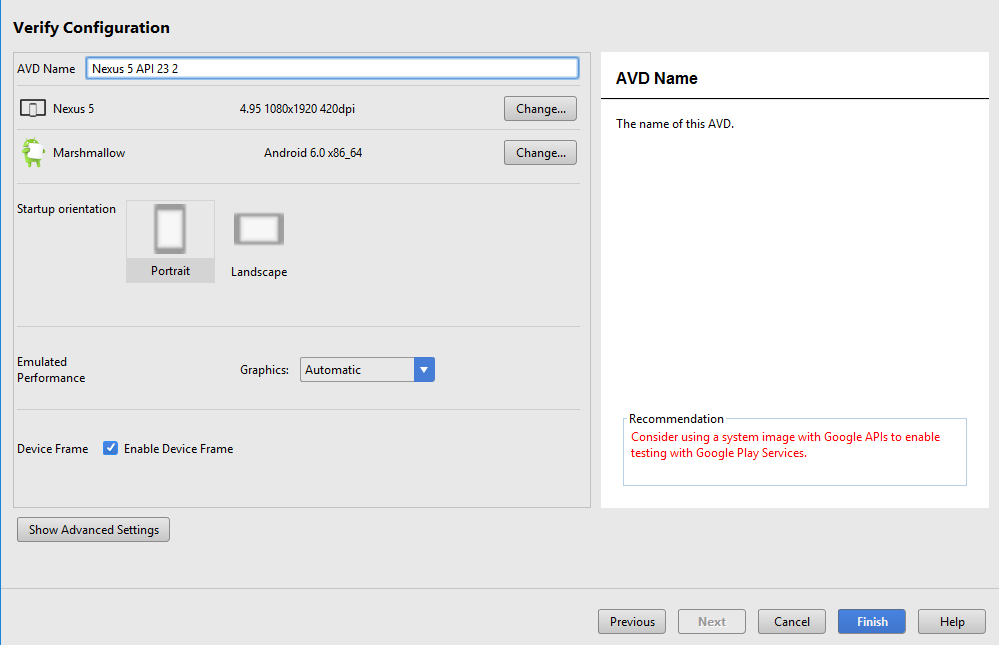 Verify Configuration
AVD Name
Nexus 5 API 23 2
Nexus 5
4.95 1080x1920 420dpi
Change...
Marshmallow
Android 6.0 x86_64
Change...
Startup orientation
Portrait
Landscape
Emulated
Performance
Graphics:
Automatic
Device Frame
Enable Device Frame
Show Advanced Settings
AVD Name
The name of this AVD.
Recommendation
Consider using a system image with Google APIs to enable
testing with Google Play Services.
Previous
Next
Cancel
Finish
Help